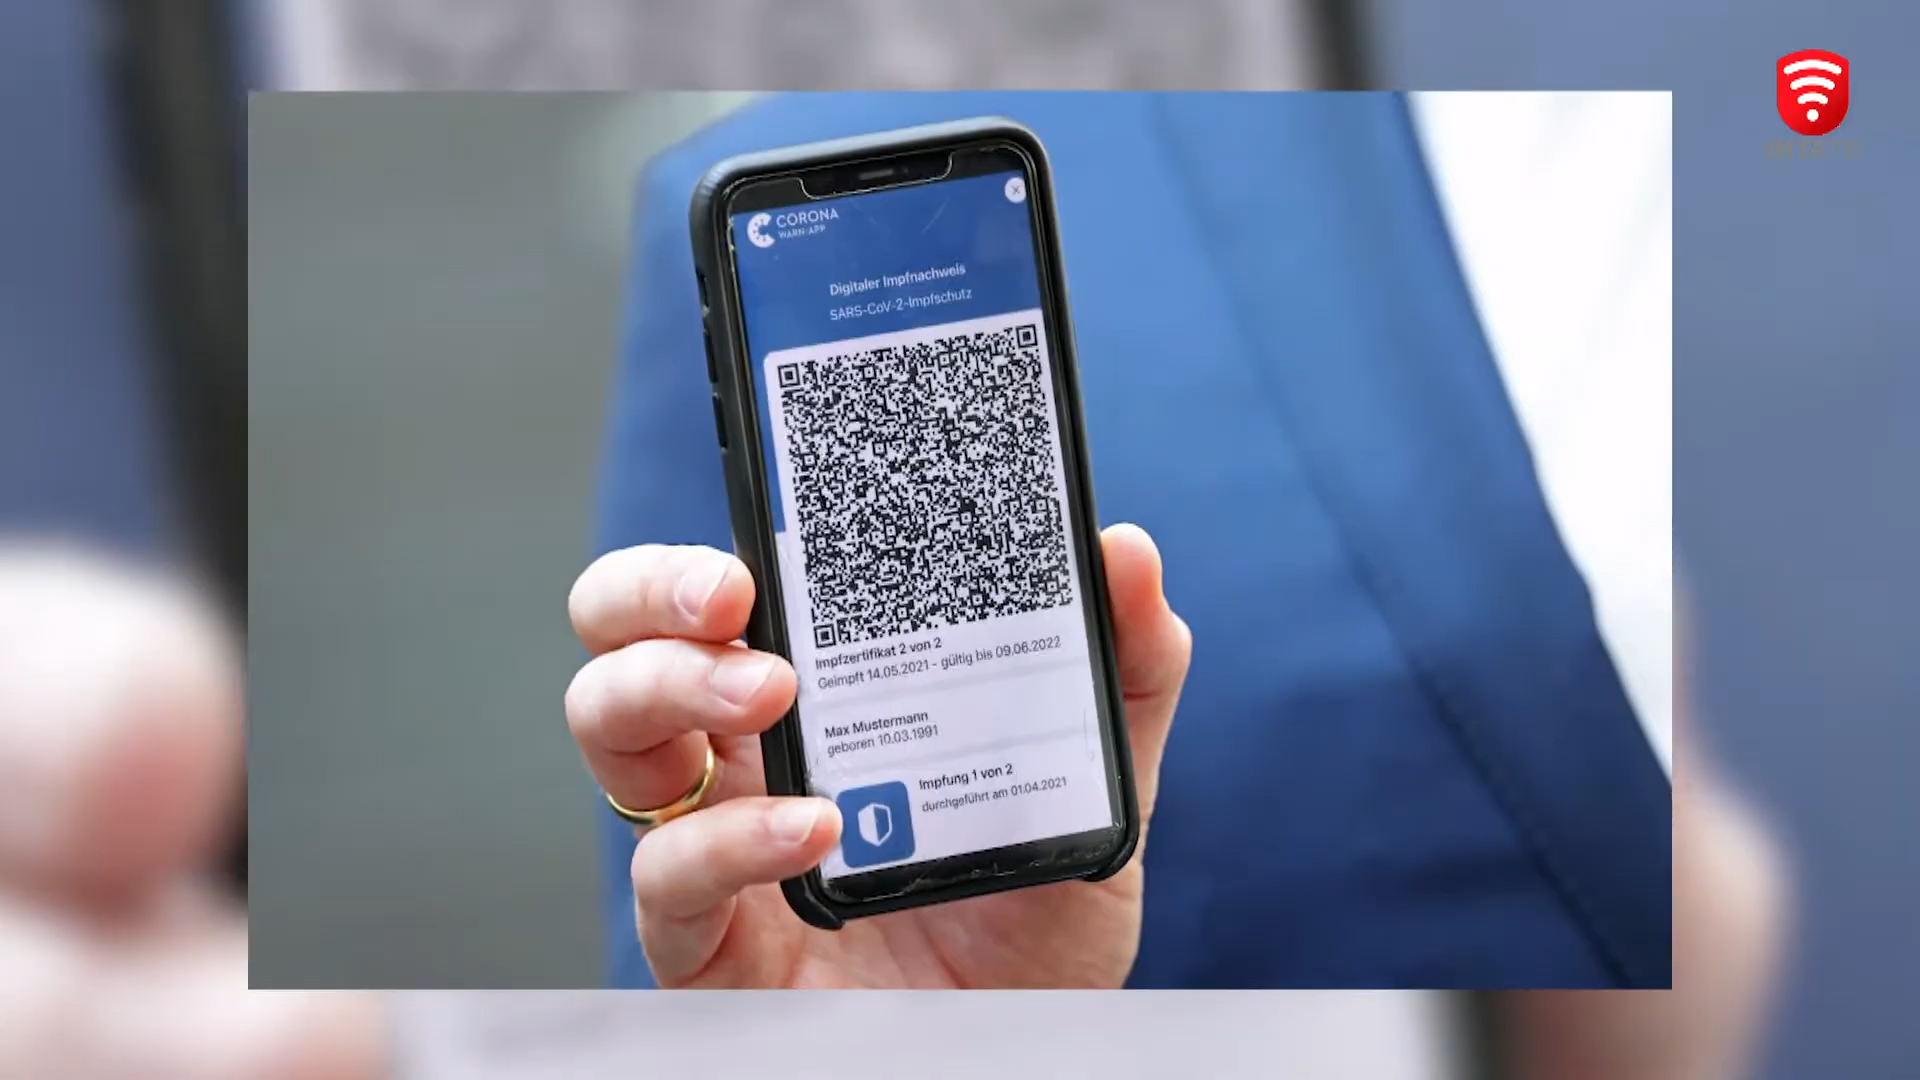 CORONA
WARN-APP
Digitaler Impfnachweis
SARS-CoV-2-Impfschutz
Impfzertifikat 2 von 2
Geimpft 14.05.2021 - gültig bis 09.06.2022
Max Mustermann
geboren 10.03.1991
Impfung 1 von 2
durchgeführt am 01.04.2021